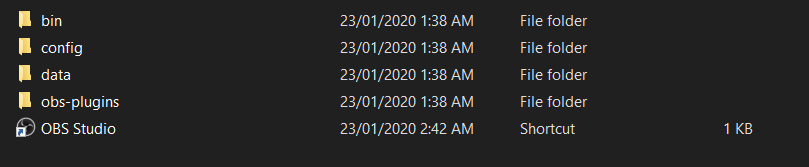 bin 23/01/2020 1:38 AM File folder
config 23/01/2020 1:38 AM File folder
data 23/01/2020 1:38 AM File folder
obs-plugins 23/01/2020 1:38 AM File folder
OBS Studio 23/01/2020 2:42 AM Shortcut 1 KB